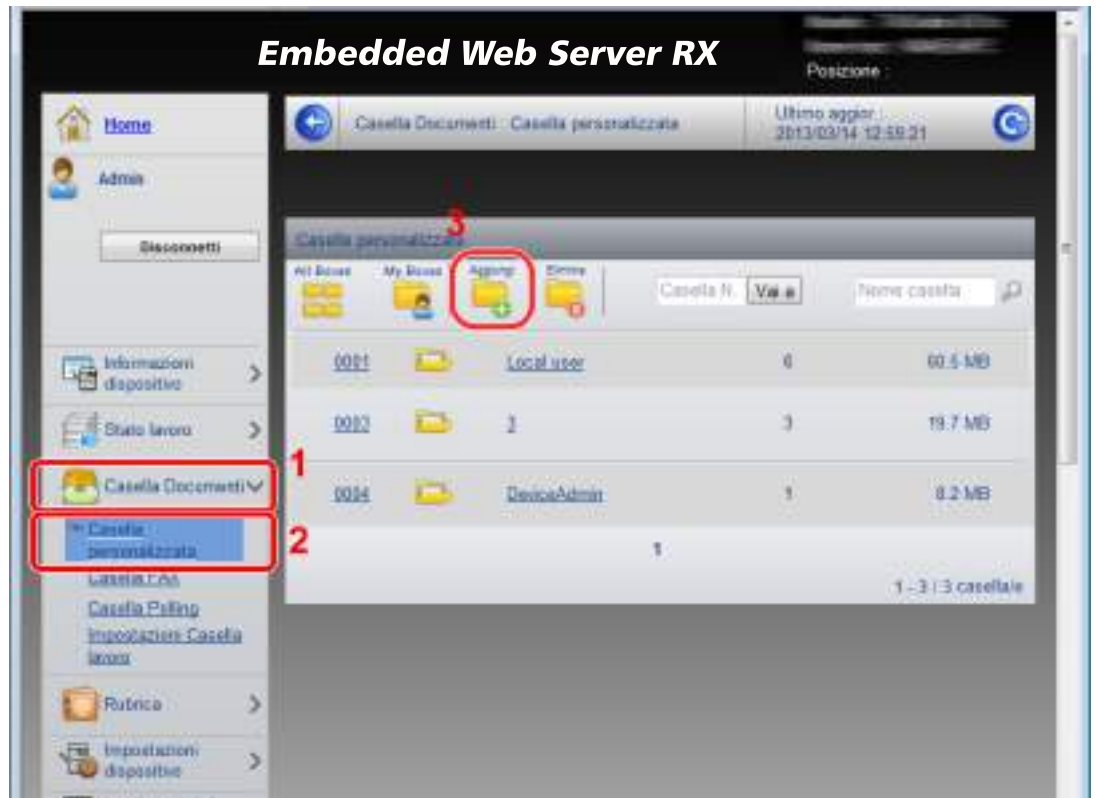 Embedded Web Server RX
Posizione :
Home
Admin
Disconnetti
Casella Documenti : Casella personalizzata
Ultimo aggior. :
2013/03/14 12:59:21
3
Casella personalizzata
All Boxes
My Boxes
Aggiungi
Elimina
Casella N.
Vai a
Nome casella
0001
Local user
6
60.5 MB
3
3
19.7 MB
0004
DeviceAdmin
1
8.2 MB
1
1 - 3 / 3 casella/e
Informazioni
dispositivo
Stato lavoro
1
Casella Documenti
2
Casella
personalizzata
Casella FAX
Casella Polling
Impostazioni Casella
lavoro
Rubrica
Impostazioni
dispositivo